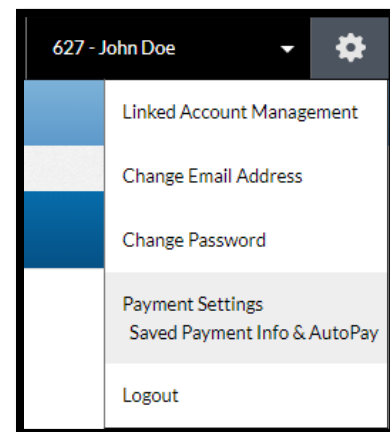 627 - John Doe
Linked Account Management
Change Email Address
Change Password
Payment Settings
Saved Payment Info & AutoPay
Logout